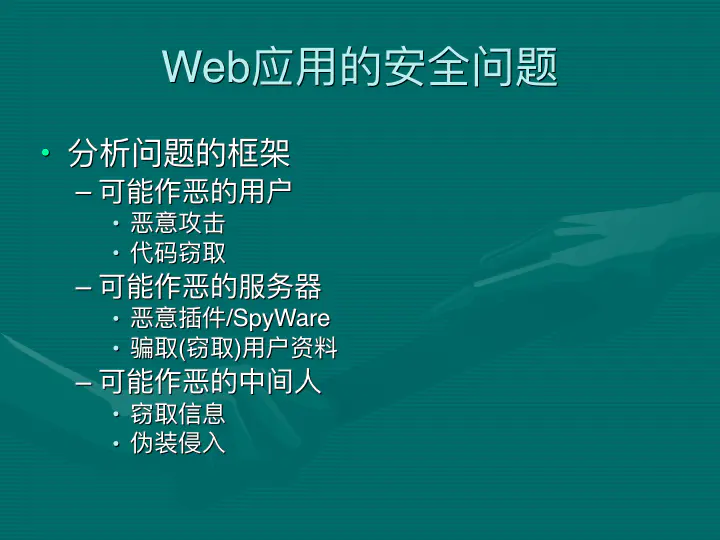 Web应用的安全问题
• 分析问题的框架
– 可能作恶的用户
• 恶意攻击
• 代码窃取
– 可能作恶的服务器
• 恶意插件/SpyWare
• 骗取(窃取)用户资料
– 可能作恶的中间人
• 窃取信息
• 伪装侵入